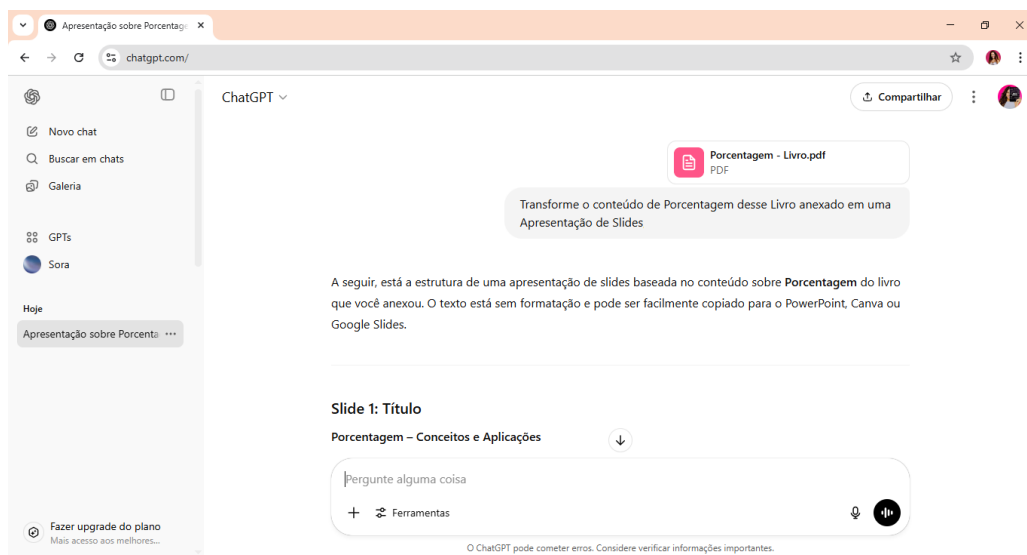 Apresentação sobre Porcentage
chatgpt.com/
ChatGPT
Compartilhar
Novo chat
Buscar em chats
Galeria
GPTs
Sora
Hoje
Apresentação sobre Porcenta
Fazer upgrade do plano
Mais acesso aos melhores...
Porcentagem - Livro.pdf
PDF
Transforme o conteúdo de Porcentagem desse Livro anexado em uma
Apresentação de Slides
A seguir, está a estrutura de uma apresentação de slides baseada no conteúdo sobre Porcentagem do livro
que você anexou. O texto está sem formatação e pode ser facilmente copiado para o PowerPoint, Canva ou
Google Slides.
Slide 1: Título
Porcentagem – Conceitos e Aplicações
Pergunte alguma coisa
Ferramentas
O ChatGPT pode cometer erros. Considere verificar informações importantes.